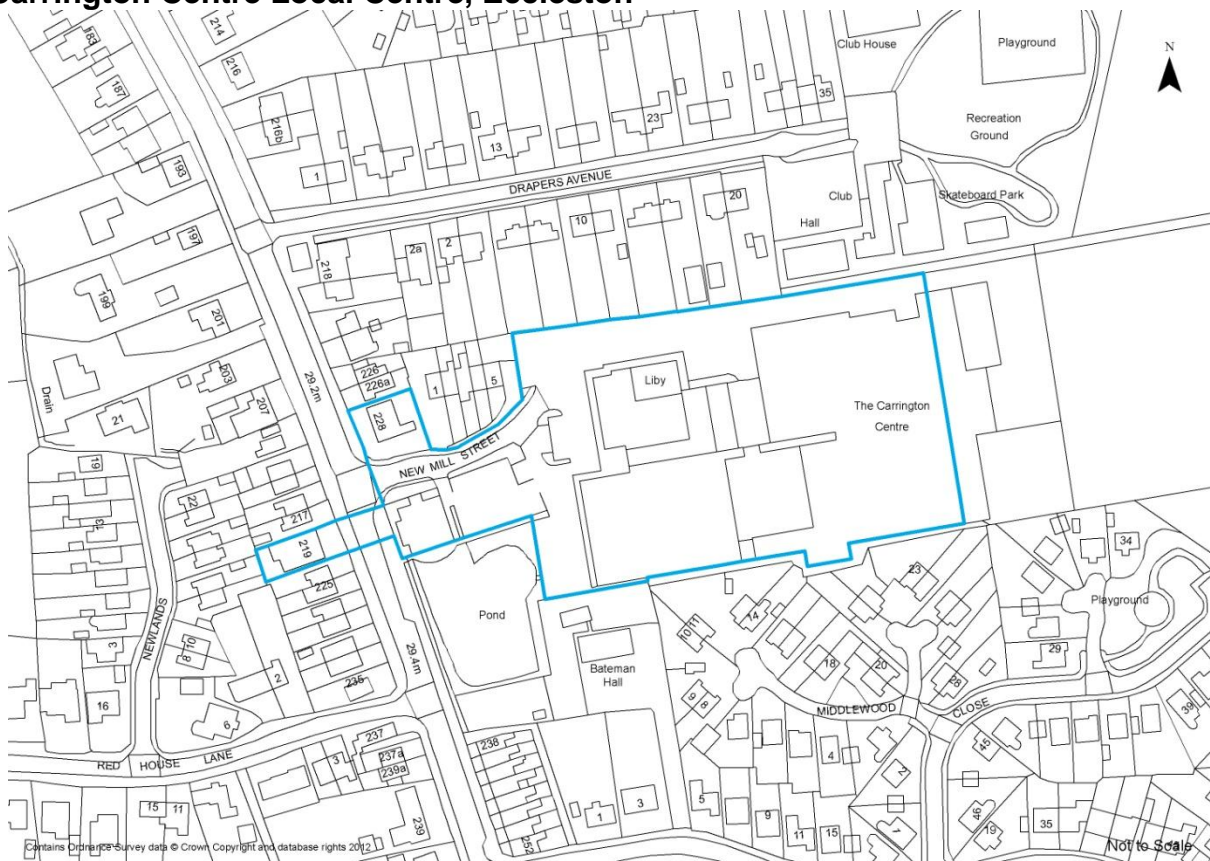 Carrington Centre Local Centre, Eccleston
214
183
216
187
216b
193
1
13
23
35
Club House
Playground
N
Recreation
Ground
Skateboard Park
DRAPERS AVENUE
Club
Hall
197
199
201
203
207
21
Drain
29.2m
218
2a
2
10
20
226
226a
228
1
5
NEW MILL STREET
Liby
The Carrington
Centre
19
13
22
217
219
225
235
NEWLANDS
3
8 10
16
6
2
RED HOUSE LANE
29.4m
Pond
Bateman
Hall
10 11
14
9 8
18
20
23
28
34
Playground
29
39
MIDDLEWOOD CLOSE
4
2
45
46
19
35
5
9
11
15
7
1
3
238
252
237
237a
239a
239
3
15 11
Contains Ordnance Survey data © Crown Copyright and database rights 2012
Not to Scale